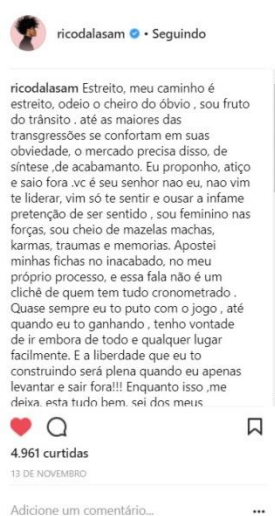 ricodalasam • Seguindo
ricodalasam Estreito, meu caminho é
estreito, odeio o cheiro do óbvio , sou fruto
do trânsito . até as maiores das
transgressões se confortam em suas
obviedade, o mercado precisa disso, de
síntese ,de acabamanto. Eu proponho, atiço
e saio fora .vc é seu senhor nao eu, nao vim
te liderar, vim só te sentir e ousar a infame
pretenção de ser sentido , sou feminino nas
forças, sou cheio de mazelas machas,
karmas, traumas e memorias. Apostei
minhas fichas no inacabado, no meu
próprio processo, e essa fala não é um
clichê de quem tem tudo cronometrado .
Quase sempre eu to puto com o jogo , até
quando eu to ganhando , tenho vontade
de ir embora de todo e qualquer lugar
facilmente. E a liberdade que eu to
construindo será plena quando eu apenas
levantar e sair fora!!! Enquanto isso ,me
deixa, esta tudo bem, sei dos meus
4.961 curtidas
13 DE NOVEMBRO
Adicione um comentário...